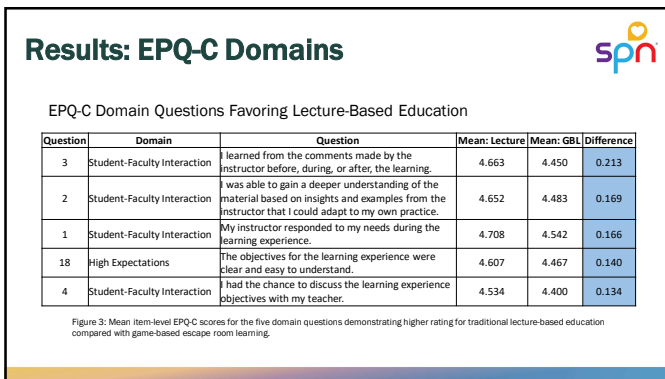 Results: EPQ-C Domains
spn
EPQ-C Domain Questions Favoring Lecture-Based Education
Question Domain Question Mean: Lecture Mean: GBL Difference
3 Student-Faculty Interaction I learned from the comments made by the
instructor before, during, or after, the learning. 4.663 4.450 0.213
2 Student-Faculty Interaction I was able to gain a deeper understanding of the
material based on insights and examples from the
instructor that I could adapt to my own practice. 4.652 4.483 0.169
1 Student-Faculty Interaction My instructor responded to my needs during the
learning experience. 4.708 4.542 0.166
18 High Expectations The objectives for the learning experience were
clear and easy to understand. 4.607 4.467 0.140
4 Student-Faculty Interaction I had the chance to discuss the learning experience
objectives with my teacher. 4.534 4.400 0.134
Figure 3: Mean item-level EPQ-C scores for the five domain questions demonstrating higher rating for traditional lecture-based education
compared with game-based escape room learning.